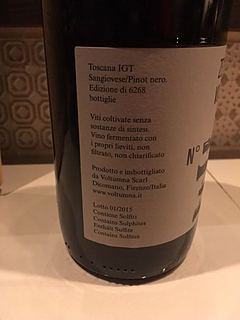 Toscana IGT
Sangiovese/Pinot nero.
Edizione di 6268
bottiglie
Viti coltivate senza
sostanze di sintesi.
Vino fermentato con
i propri lieviti, non
filtrato, non chiarificato
Prodotto e imbottigliato
da Voltumna Scarl
Dicomano, Firenze/Italia
www.voltumna.it
Lotto 01/2015
Contiene Solfiti
Contains Sulphites
Enthält Sulfite
Contains Sulfites
N°